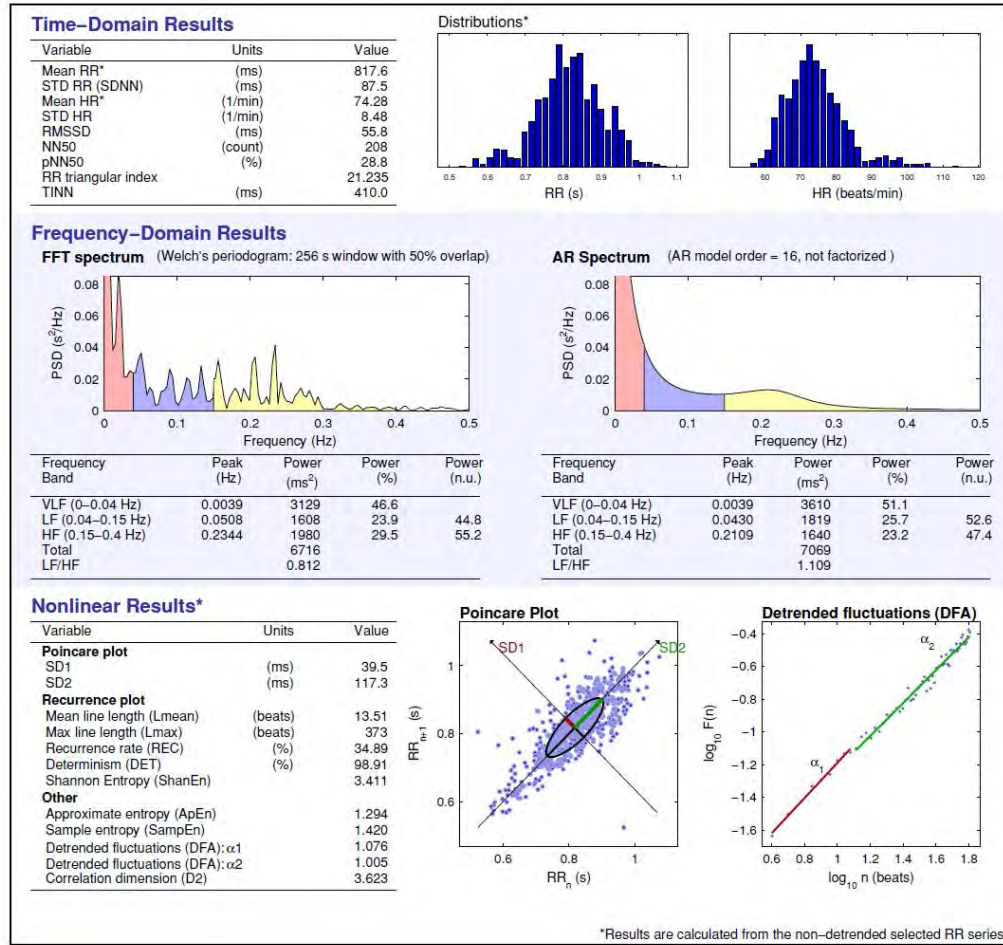 Time–Domain Results
Variable Units Value
Mean RR* (ms) 817.6
STD RR (SDNN) (ms) 87.5
Mean HR* (1/min) 74.28
STD HR (1/min) 8.48
RMSSD (ms) 55.8
NN50 (count) 208
pNN50 (%) 28.8
RR triangular index 21.235
TINN (ms) 410.0
Distributions*
0.5 0.6 0.7 0.8 0.9 1 1.1
RR (s)
60 70 80 90 100 110 120
HR (beats/min)
Frequency–Domain Results
FFT spectrum (Welch's periodogram: 256 s window with 50% overlap)
0.08
0.06
0.04
0.02
0
PSD (s²/Hz)
0 0.1 0.2 0.3 0.4 0.5
Frequency (Hz)
Frequency Peak Power Power Power
Band (Hz) (ms²) (%) (n.u.)
VLF (0–0.04 Hz) 0.0039 3129 46.6
LF (0.04–0.15 Hz) 0.0508 1608 23.9 44.8
HF (0.15–0.4 Hz) 0.2344 1980 29.5 55.2
Total 6716
LF/HF 0.812
AR Spectrum (AR model order = 16, not factorized )
0.08
0.06
0.04
0.02
0
PSD (s²/Hz)
0 0.1 0.2 0.3 0.4 0.5
Frequency (Hz)
Frequency Peak Power Power Power
Band (Hz) (ms²) (%) (n.u.)
VLF (0–0.04 Hz) 0.0039 3610 51.1
LF (0.04–0.15 Hz) 0.0430 1819 25.7 52.6
HF (0.15–0.4 Hz) 0.2109 1640 23.2 47.4
Total 7069
LF/HF 1.109
Nonlinear Results*
Variable Units Value
Poincare plot
SD1 (ms) 39.5
SD2 (ms) 117.3
Recurrence plot
Mean line length (Lmean) (beats) 13.51
Max line length (Lmax) (beats) 373
Recurrence rate (REC) (%) 34.89
Determinism (DET) (%) 98.91
Shannon Entropy (ShanEn) 3.411
Other
Approximate entropy (ApEn) 1.294
Sample entropy (SampEn) 1.420
Detrended fluctuations (DFA): α1 1.076
Detrended fluctuations (DFA): α2 1.005
Correlation dimension (D2) 3.623
Poincare Plot
SD1 SD2
1
0.8
0.6
RRn+1 (s)
0.6 0.8 1
RRn (s)
Detrended fluctuations (DFA)
−0.4
−0.6
−0.8
−1
−1.2
−1.4
−1.6
log10 F(n)
α2
α1
0.6 0.8 1 1.2 1.4 1.6 1.8
log10 n (beats)
*Results are calculated from the non−detrended selected RR series